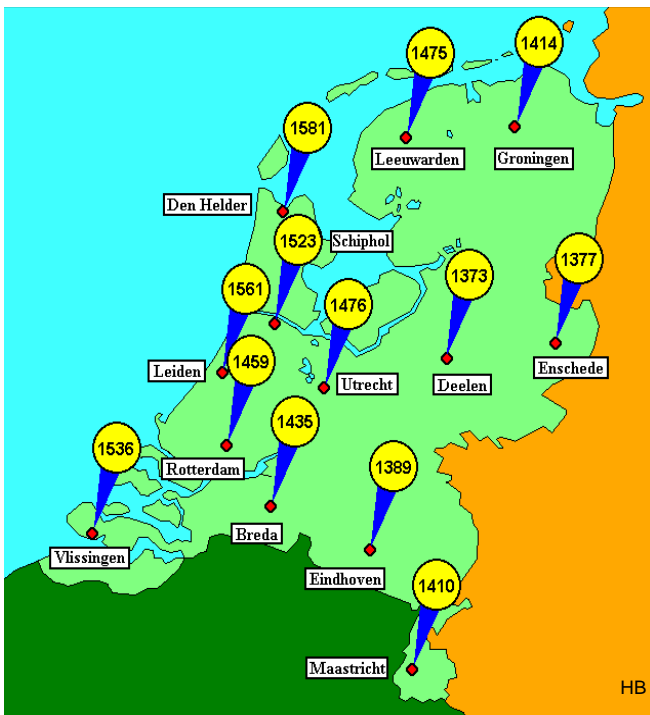 1414
1475
1581
Leeuwarden
Groningen
Den Helder
1523
Schiphol
1377
1373
1561
1476
1459
Leiden
Utrecht
Deelen
Enschede
1435
1536
Rotterdam
1389
Breda
Vlissingen
Eindhoven
1410
Maastricht
HB